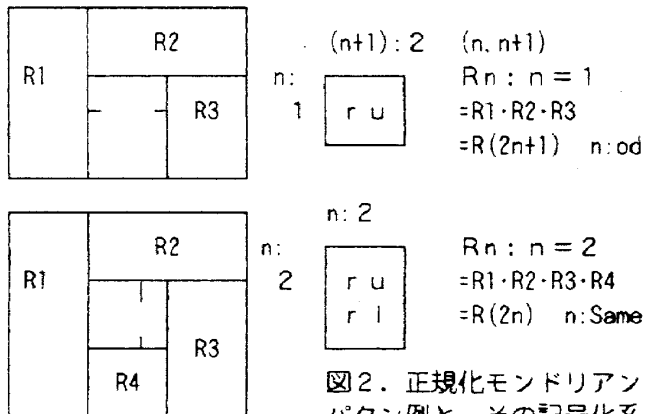 R1
R2
R3
n:
1
(n+1): 2 (n, n+1)
r u
Rn: n = 1
=R1·R2·R3
=R(2n+1) n:od
R1
R2
R3
R4
n:
2
n: 2
r u
r l
Rn: n = 2
=R1·R2·R3·R4
=R(2n) n:Same
図2. 正規化モンドリアン